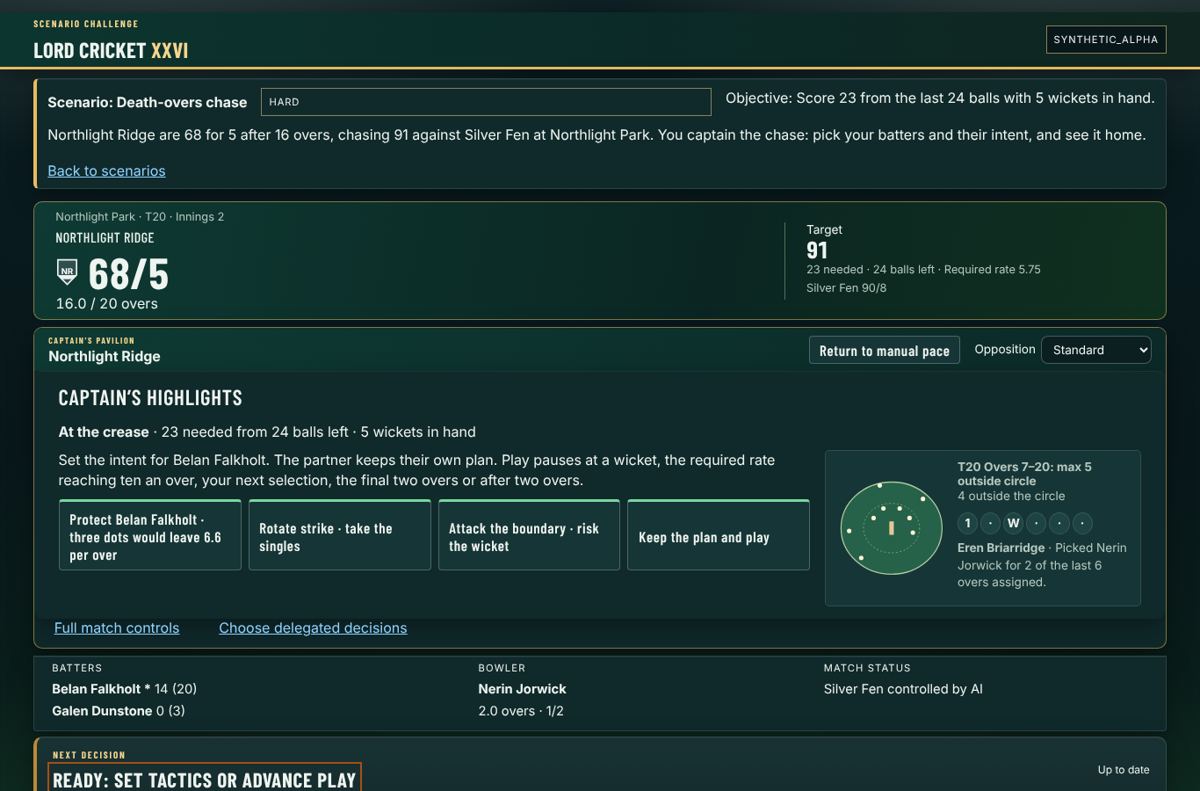 SCENARIO CHALLENGE
LORD CRICKET XXVI
SYNTHETIC_ALPHA
Scenario: Death-overs chase
HARD
Objective: Score 23 from the last 24 balls with 5 wickets in hand.
Northlight Ridge are 68 for 5 after 16 overs, chasing 91 against Silver Fen at Northlight Park. You captain the chase: pick your batters and their intent, and see it home.
Back to scenarios
Northlight Park · T20 · Innings 2
NORTHLIGHT RIDGE
NR
68/5
16.0 / 20 overs
Target
91
23 needed · 24 balls left · Required rate 5.75
Silver Fen 90/8
CAPTAIN'S PAVILION
Northlight Ridge
Return to manual pace
Opposition
Standard
CAPTAIN'S HIGHLIGHTS
At the crease · 23 needed from 24 balls left · 5 wickets in hand
Set the intent for Belan Falkholt. The partner keeps their own plan. Play pauses at a wicket, the required rate
reaching ten an over, your next selection, the final two overs or after two overs.
Protect Belan Falkholt ·
three dots would leave 6.6
per over
Rotate strike · take the
singles
Attack the boundary · risk
the wicket
Keep the plan and play
T20 Overs 7–20: max 5
outside circle
4 outside the circle
1 · W · · ·
Eren Briarridge · Picked Nerin
Jorwick for 2 of the last 6
overs assigned.
Full match controls
Choose delegated decisions
BATTERS
Belan Falkholt * 14 (20)
Galen Dunstone 0 (3)
BOWLER
Nerin Jorwick
2.0 overs · 1/2
MATCH STATUS
Silver Fen controlled by AI
NEXT DECISION
READY: SET TACTICS OR ADVANCE PLAY
Up to date